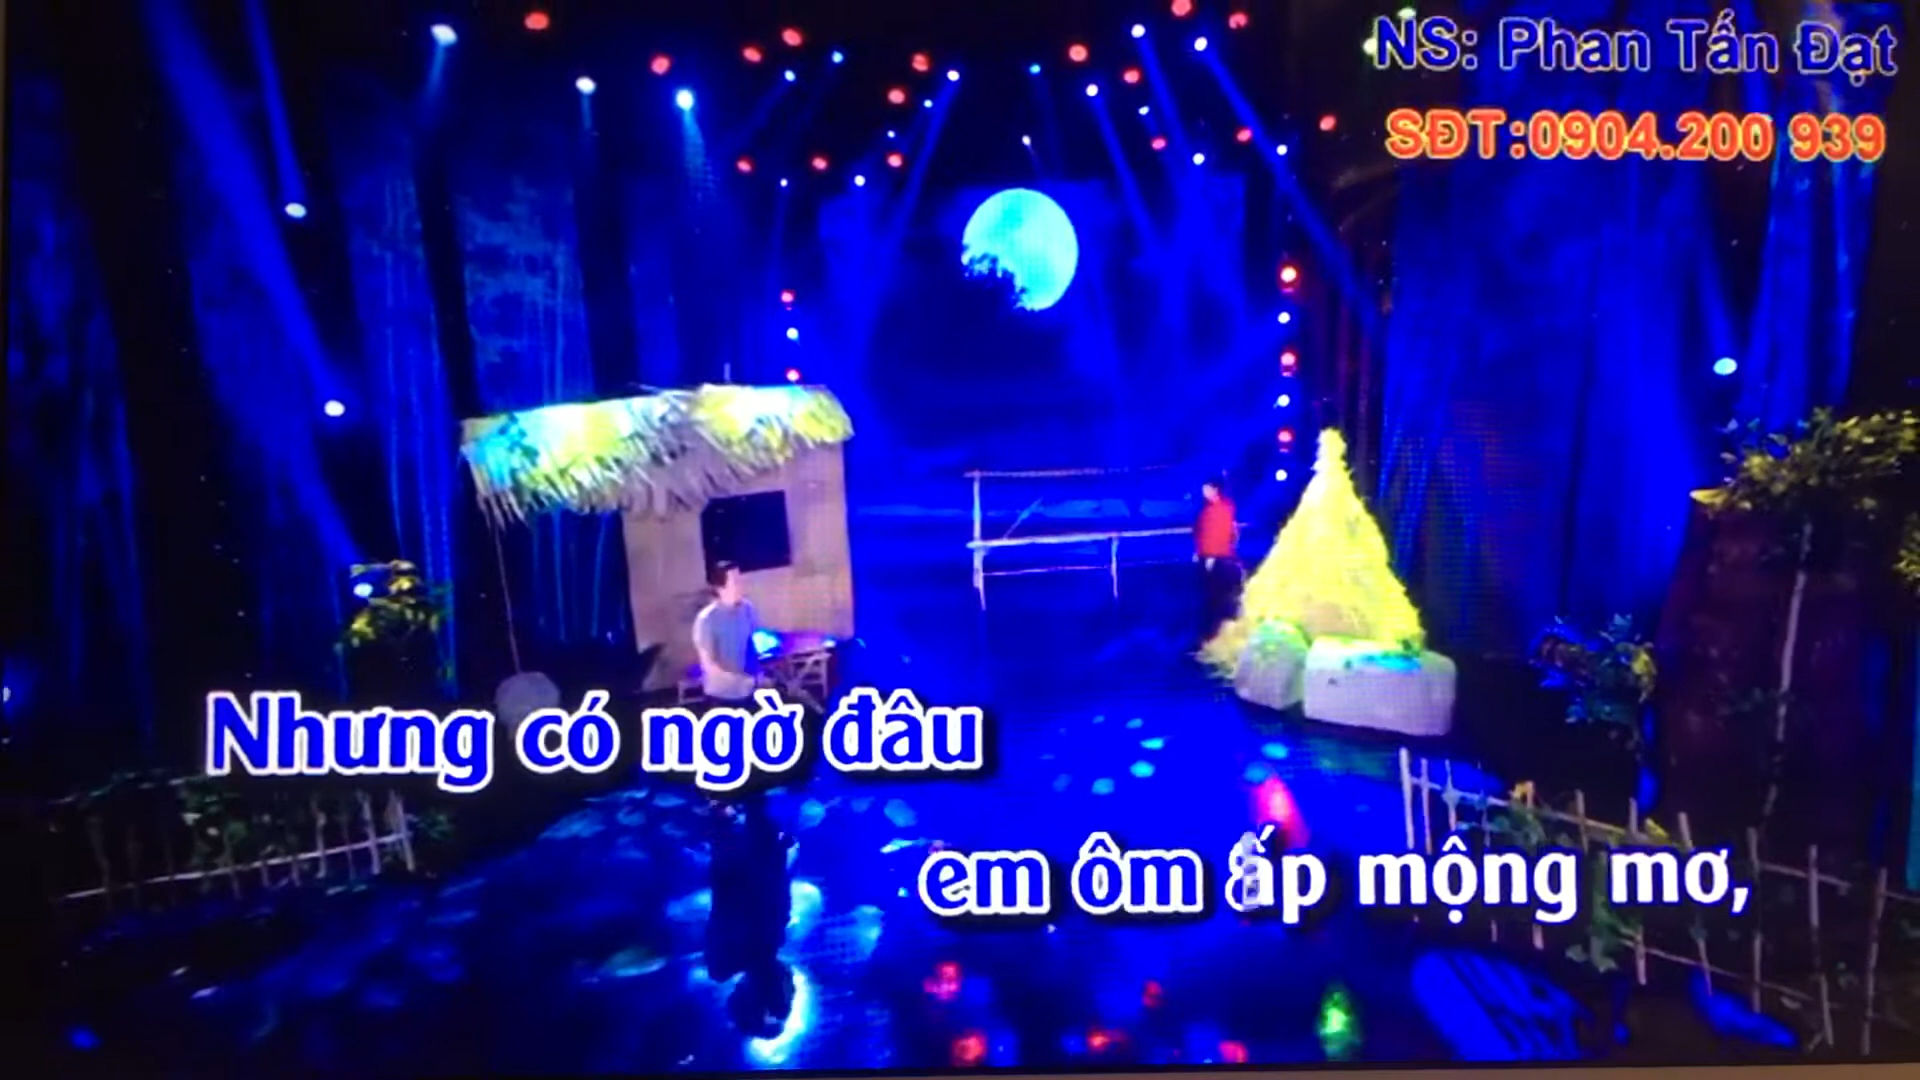 NS: Phan Tấn Đạt
SĐT:0904.200 939
Nhưng có ngờ đâu
em ôm ấp mộng mơ,